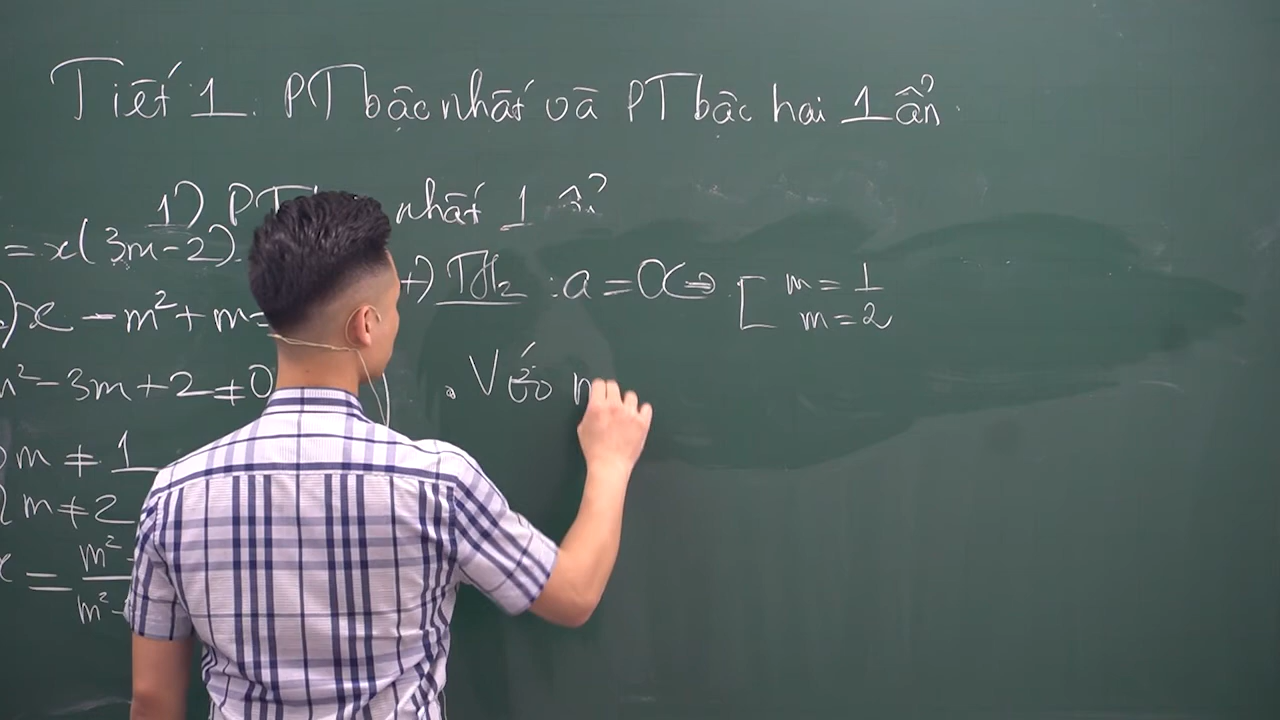 Tiết 1. PT bậc nhất và PT bậc hai 1 ẩn.
1) PT nhất 1 ẩn
= x(3m-2).
)x - m² + m=
+) TH₂ : a = 0 <=> [ m = 1
m = 2
m² - 3m + 2 ≠ 0
. Với m
m ≠ 1
m ≠ 2
x = m² -
m² -